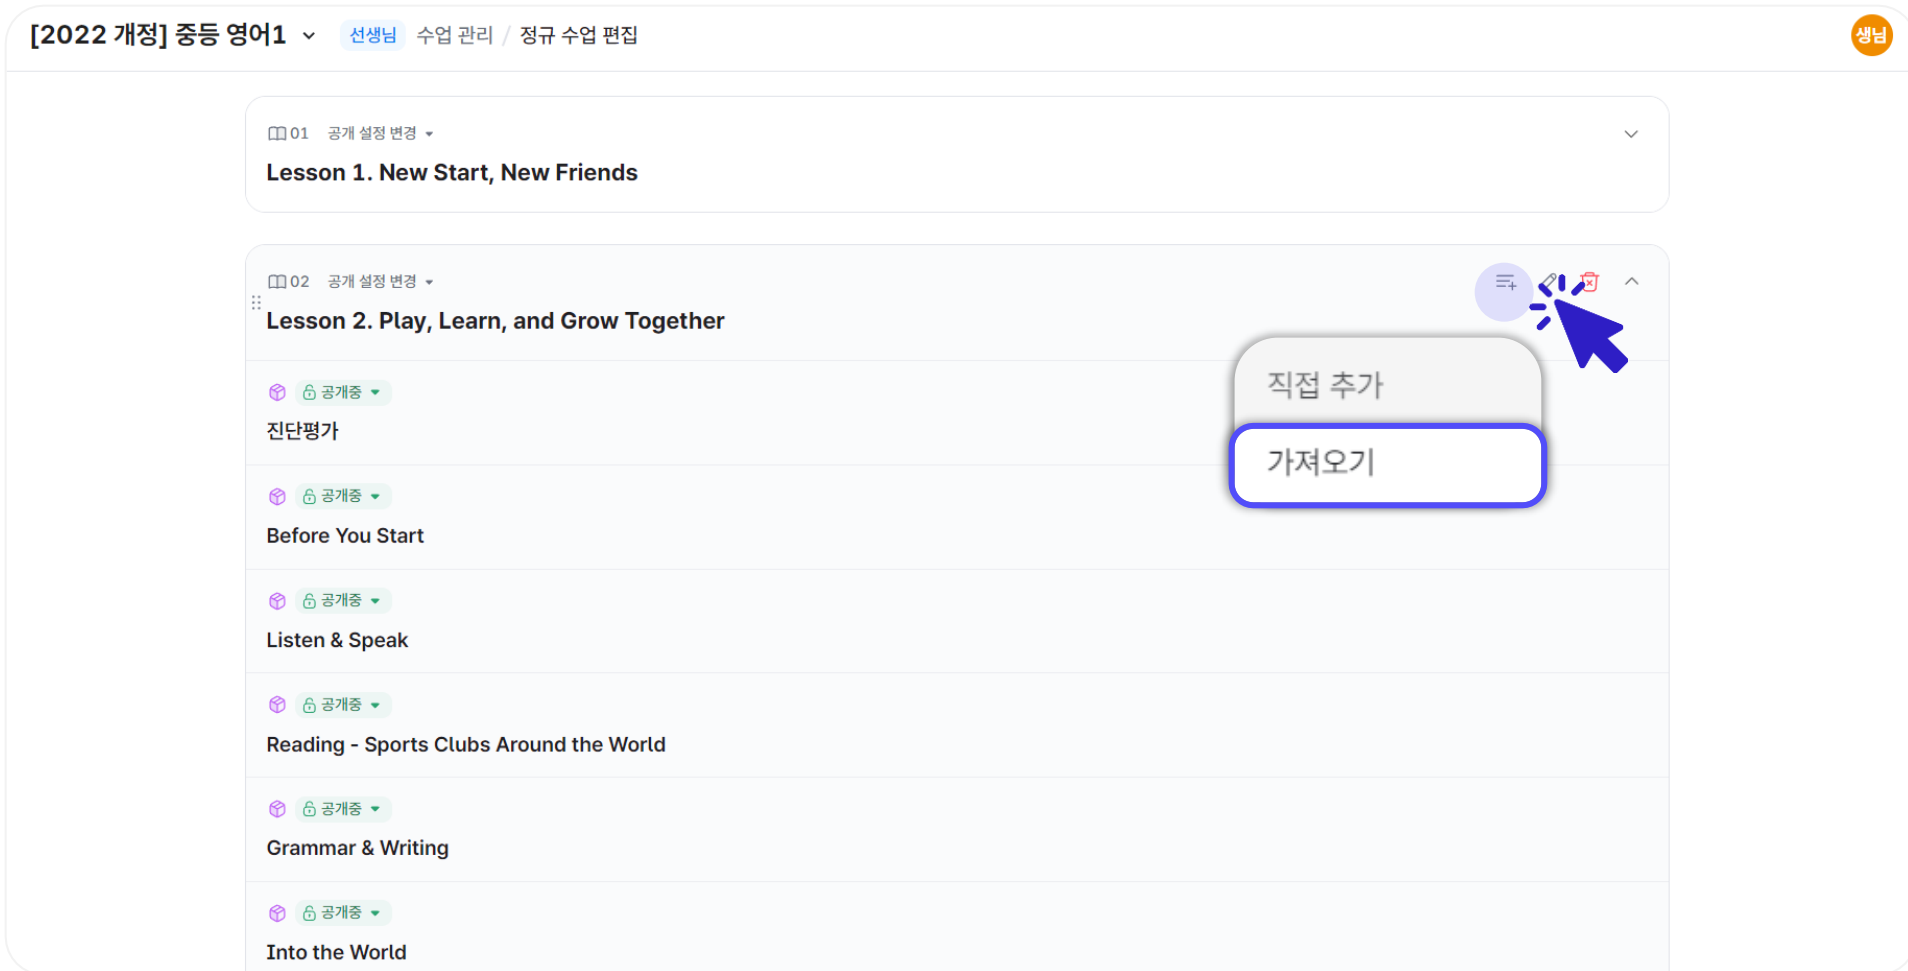 [2022 개정] 중등 영어1 선생님 수업 관리 / 정규 수업 편집
생님
01 공개 설정 변경
Lesson 1. New Start, New Friends
02 공개 설정 변경
Lesson 2. Play, Learn, and Grow Together
직접 추가
가져오기
공개중
진단평가
공개중
Before You Start
공개중
Listen & Speak
공개중
Reading - Sports Clubs Around the World
공개중
Grammar & Writing
공개중
Into the World